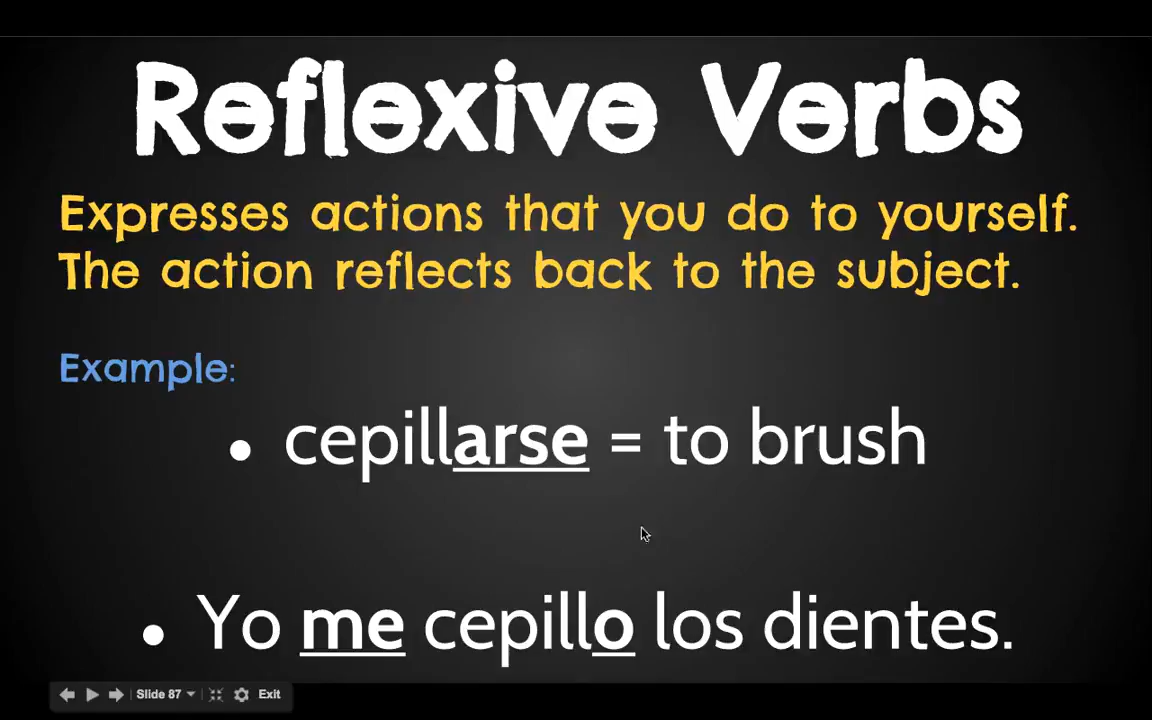 Reflexive Verbs
Expresses actions that you do to yourself.
The action reflects back to the subject.
Example:
• cepillarse = to brush
• Yo me cepillo los dientes.
Slide 87 Exit